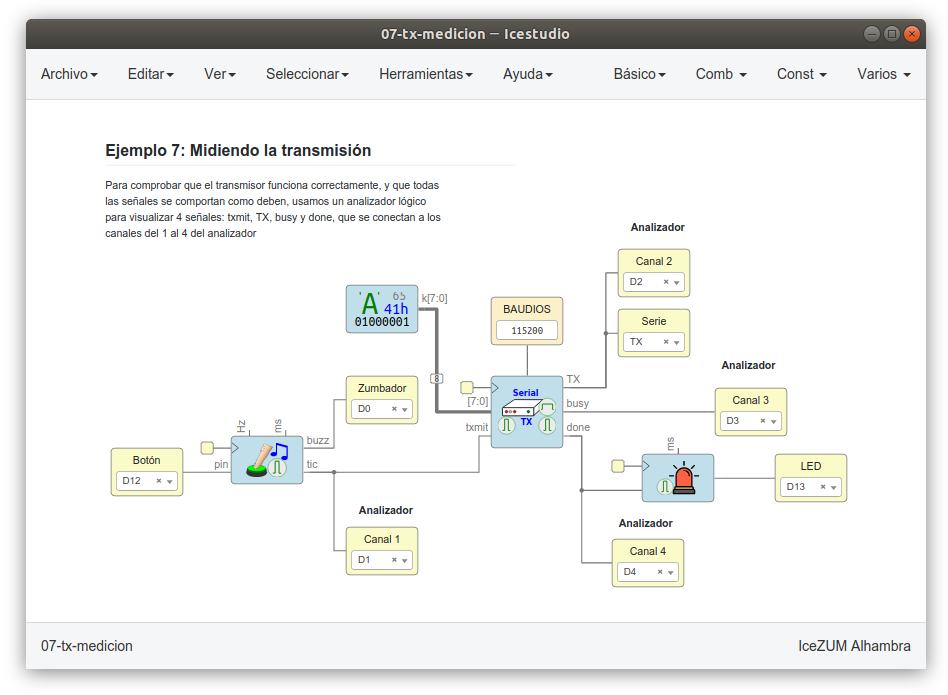 07-tx-medicion — Icestudio
Archivo Editar Ver Seleccionar Herramientas Ayuda Básico Comb Const Varios
Ejemplo 7: Midiendo la transmisión
Para comprobar que el transmisor funciona correctamente, y que todas
las señales se comportan como deben, usamos un analizador lógico
para visualizar 4 señales: txmit, TX, busy y done, que se conectan a los
canales del 1 al 4 del analizador
Analizador
Canal 2
D2
'A' 65
41h
01000001
k[7:0]
BAUDIOS
115200
Serie
TX
8
Zumbador
D0
Serial
TX
[7:0]
txmit
TX
busy
done
Analizador
Canal 3
D3
Botón
D12
Hz
ms
pin
buzz
tic
ms
LED
D13
Analizador
Canal 1
D1
Analizador
Canal 4
D4
07-tx-medicion
IceZUM Alhambra